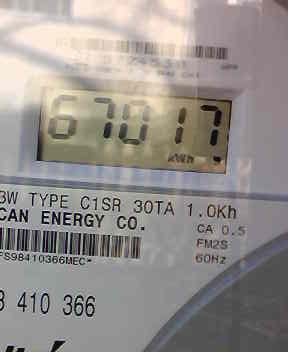 67017
kWh
3W TYPE C1SR 30TA 1.0Kh
CAN ENERGY CO.
CA 0.5
FM2S
FS98410366MEC*
60Hz
8 410 366